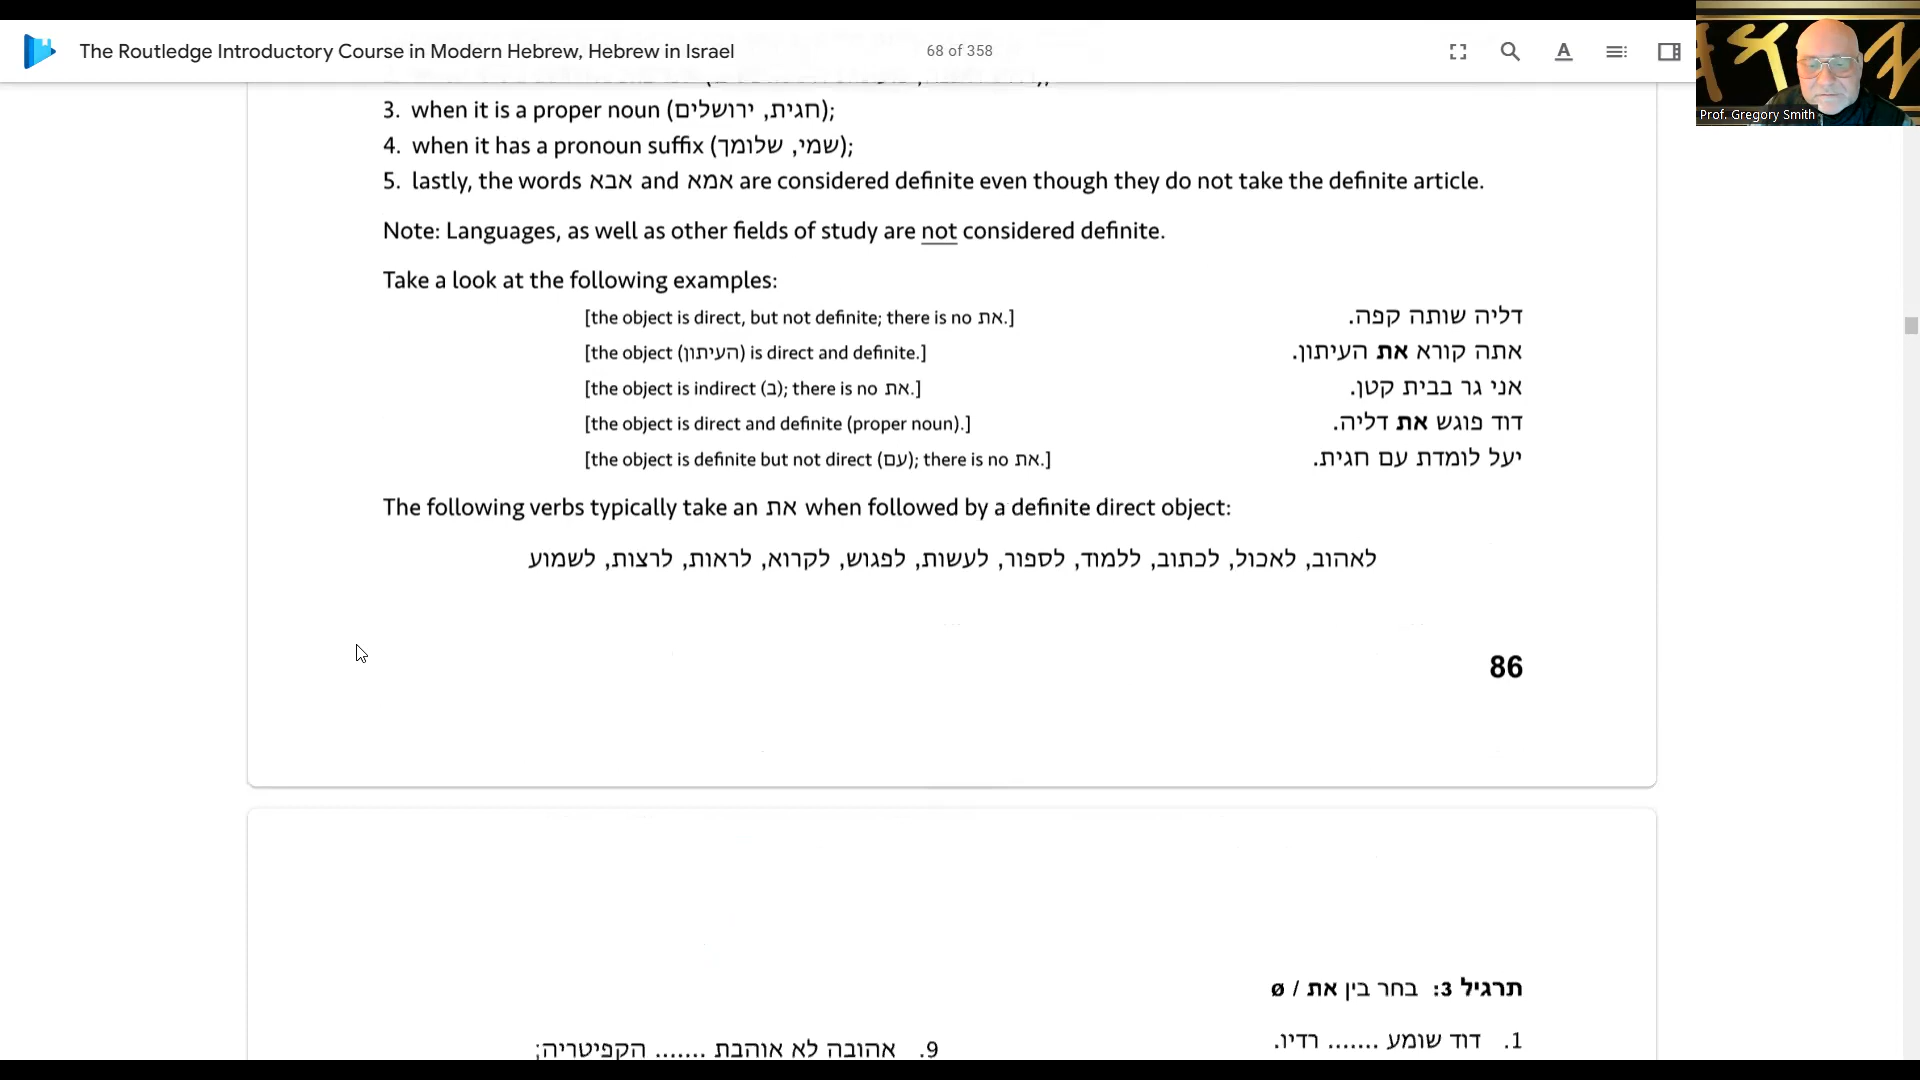 The Routledge Introductory Course in Modern Hebrew, Hebrew in Israel
68 of 358
Prof. Gregory Smith
3. when it is a proper noun (חגית, ירושלים);
4. when it has a pronoun suffix (שמי, שלומך);
5. lastly, the words אבא and אמא are considered definite even though they do not take the definite article.
Note: Languages, as well as other fields of study are not considered definite.
Take a look at the following examples:
[the object is direct, but not definite; there is no את.] דליה שותה קפה.
[the object (העיתון) is direct and definite.] אתה קורא את העיתון.
[the object is indirect (ב); there is no את.] אני גר בבית קטן.
[the object is direct and definite (proper noun).] דוד פוגש את דליה.
[the object is definite but not direct (עם); there is no את.] יעל לומדת עם חגית.
The following verbs typically take an את when followed by a definite direct object:
לאהוב, לאכול, לכתוב, ללמוד, לספור, לעשות, לפגוש, לקרוא, לראות, לרצות, לשמוע
86
תרגיל 3: בחר בין את / ø
1. דוד שומע ....... רדיו.
9. אהובה לא אוהבת ....... הקפיטריה;